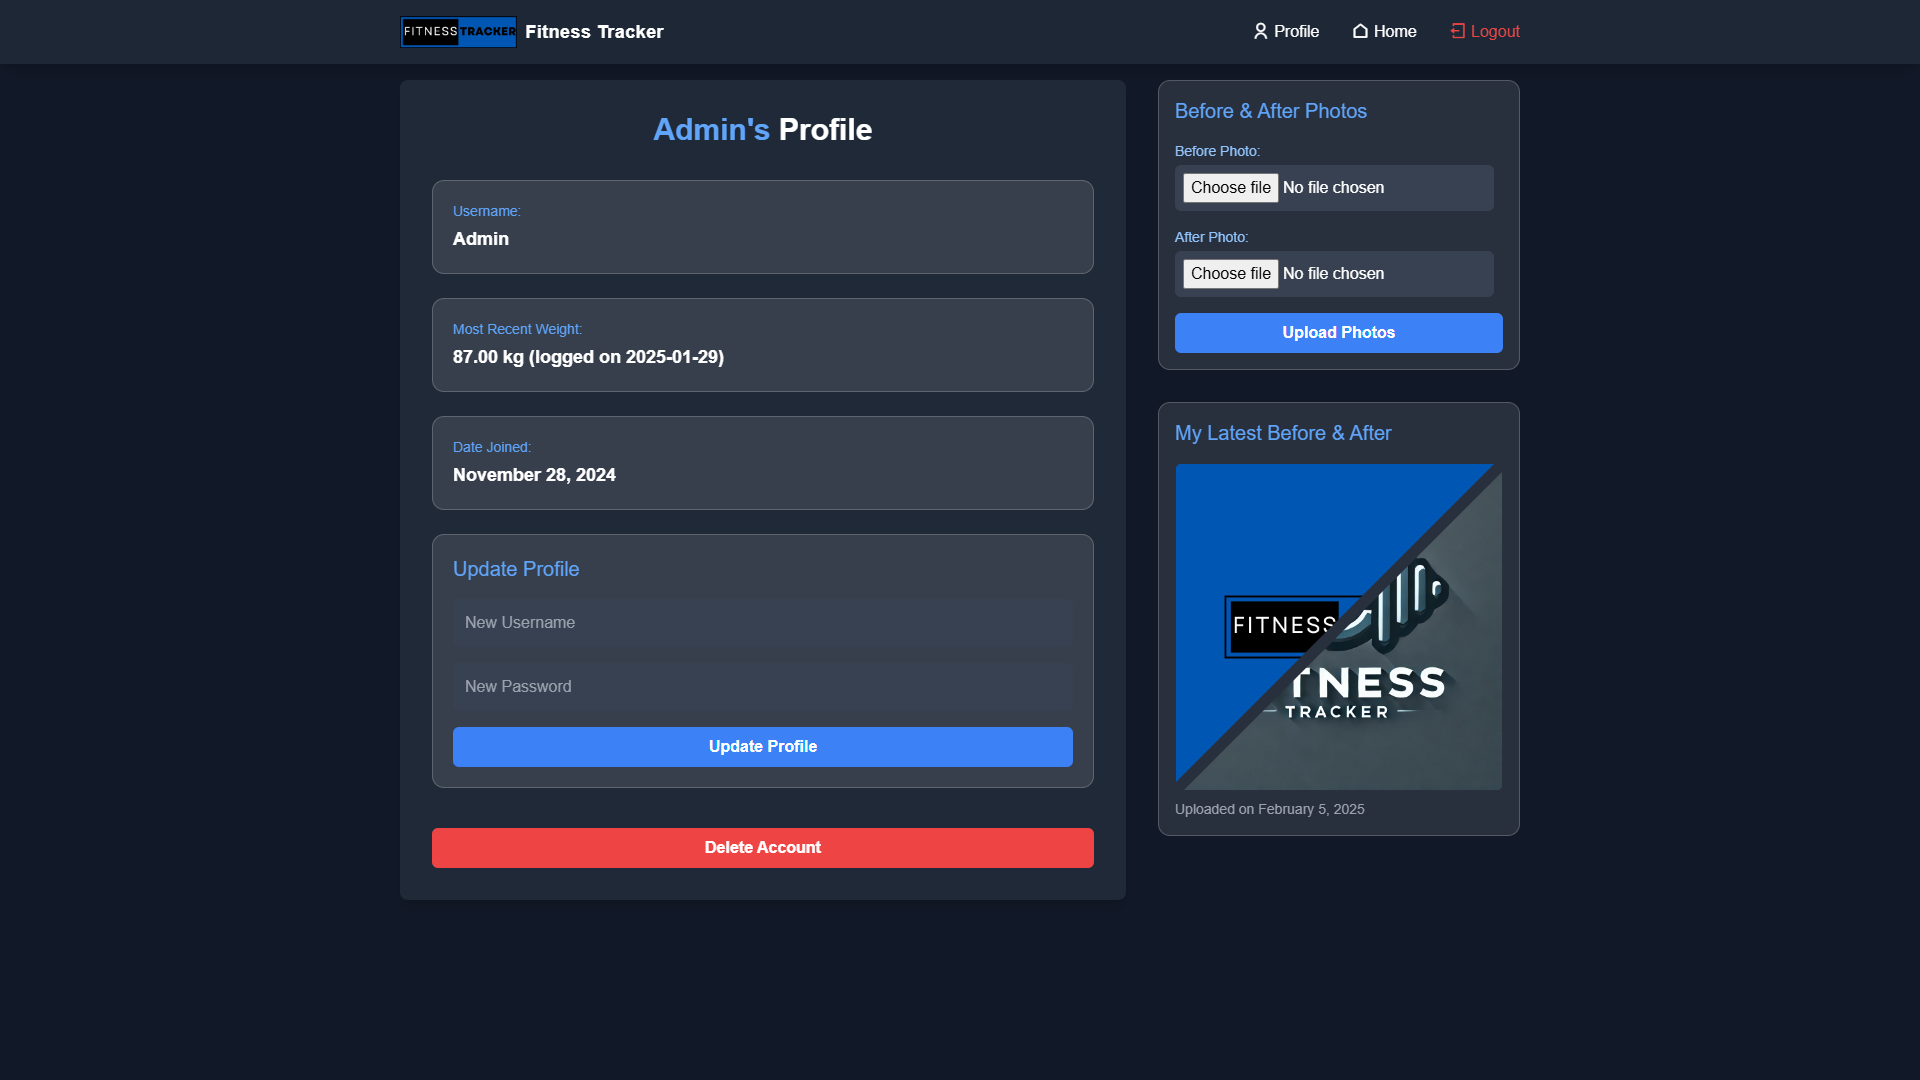 FITNESS TRACKER Fitness Tracker
Profile
Home
Logout
Admin's Profile
Username:
Admin
Most Recent Weight:
87.00 kg (logged on 2025-01-29)
Date Joined:
November 28, 2024
Update Profile
New Username
New Password
Update Profile
Delete Account
Before & After Photos
Before Photo:
Choose file No file chosen
After Photo:
Choose file No file chosen
Upload Photos
My Latest Before & After
FITNESS
TNESS
TRACKER
Uploaded on February 5, 2025